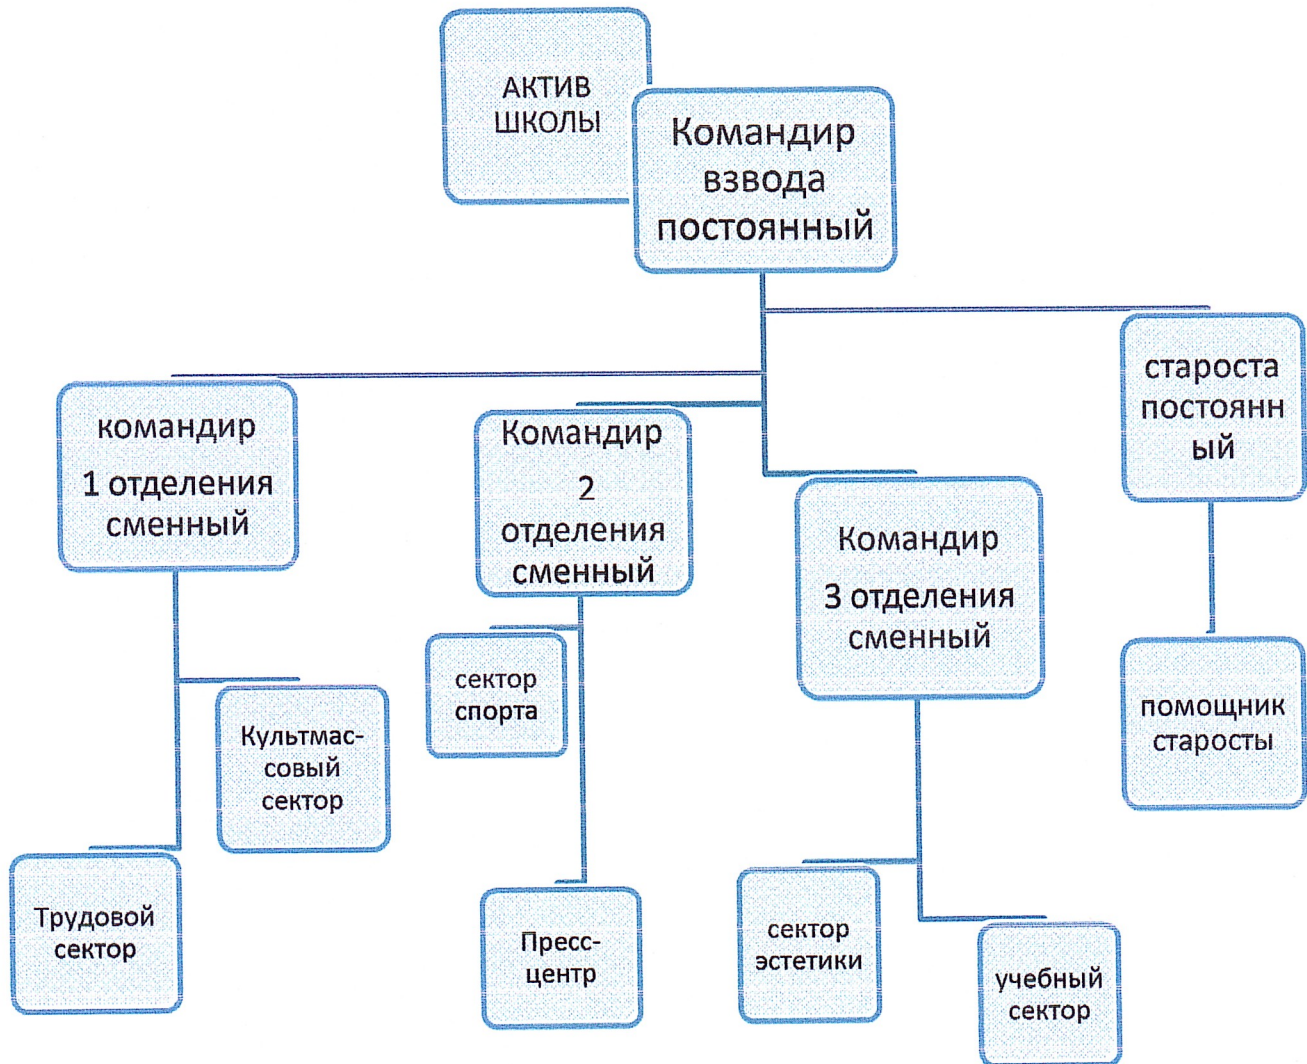 АКТИВ
ШКОЛЫ
Командир
взвода
постоянный
командир
1 отделения
сменный
Командир
2
отделения
сменный
Командир
3 отделения
сменный
староста
постоянн
ый
Культмас-
совый
сектор
Трудовой
сектор
сектор
спорта
Пресс-
центр
сектор
эстетики
учебный
сектор
помощник
старосты